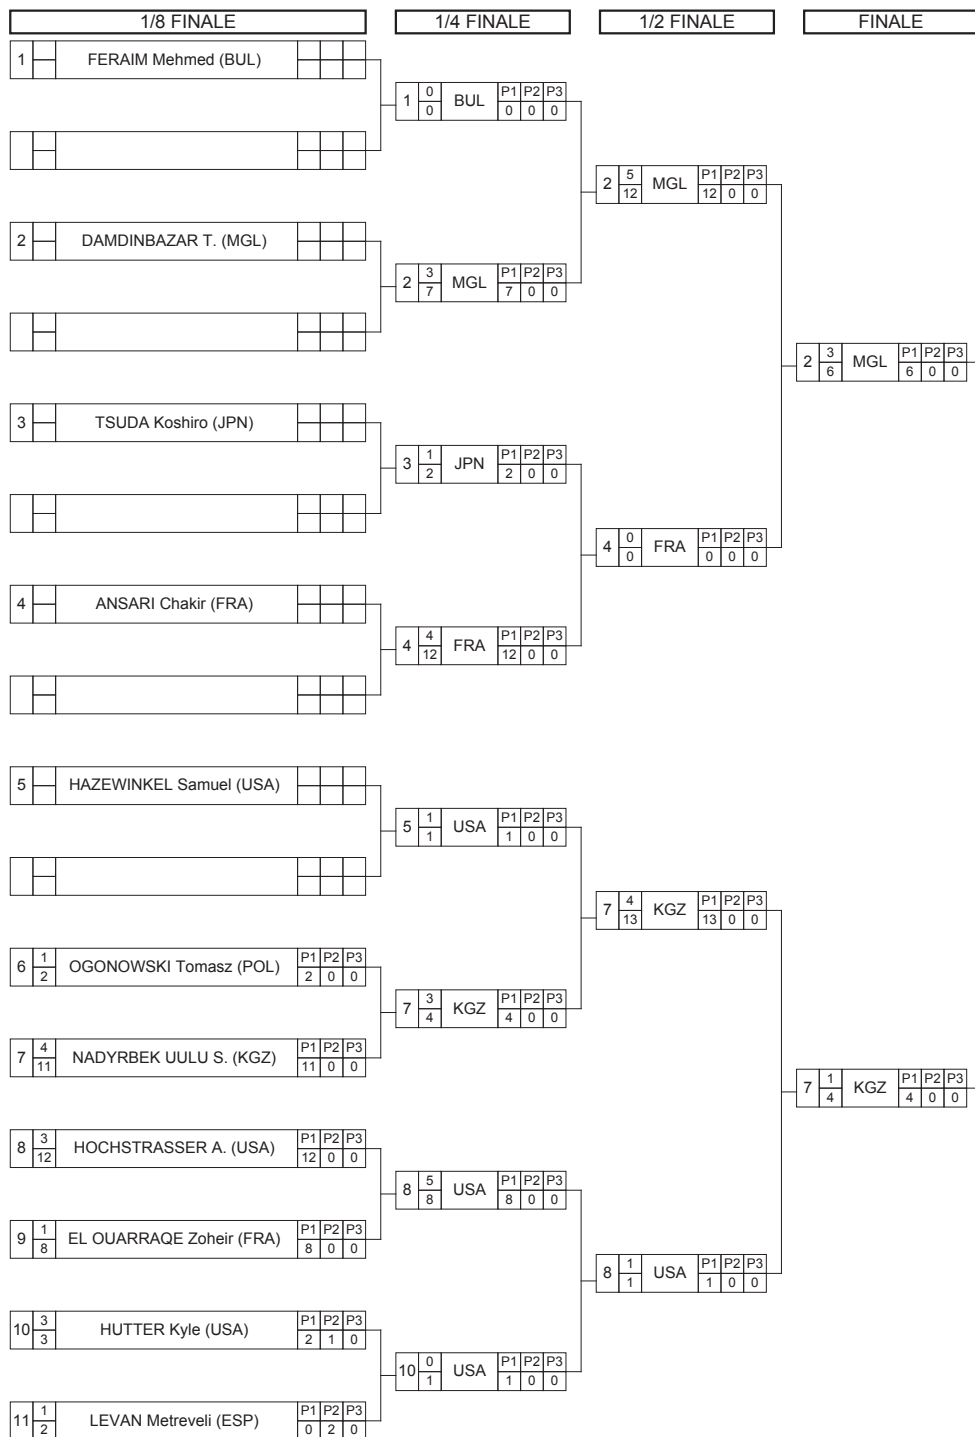 1/8 FINALE 1/4 FINALE 1/2 FINALE FINALE
1 FERAIM Mehmed (BUL)
1 0 0 BUL P1 P2 P3 0 0 0
2 5 12 MGL P1 P2 P3 12 0 0
2 DAMDINBAZAR T. (MGL)
2 3 7 MGL P1 P2 P3 7 0 0
2 3 6 MGL P1 P2 P3 6 0 0
3 TSUDA Koshiro (JPN)
3 1 2 JPN P1 P2 P3 2 0 0
4 0 0 FRA P1 P2 P3 0 0 0
4 ANSARI Chakir (FRA)
4 4 12 FRA P1 P2 P3 12 0 0
5 HAZEWINKEL Samuel (USA)
5 1 1 USA P1 P2 P3 1 0 0
7 4 13 KGZ P1 P2 P3 13 0 0
6 1 2 OGONOWSKI Tomasz (POL) P1 P2 P3 2 0 0
7 3 4 KGZ P1 P2 P3 4 0 0
7 4 11 NADYRBEK UULU S. (KGZ) P1 P2 P3 11 0 0
7 1 4 KGZ P1 P2 P3 4 0 0
8 3 12 HOCHSTRASSER A. (USA) P1 P2 P3 12 0 0
8 5 8 USA P1 P2 P3 8 0 0
9 1 8 EL OUARRAQE Zoheir (FRA) P1 P2 P3 8 0 0
8 1 1 USA P1 P2 P3 1 0 0
10 3 3 HUTTER Kyle (USA) P1 P2 P3 2 1 0
10 0 1 USA P1 P2 P3 1 0 0
11 1 2 LEVAN Metreveli (ESP) P1 P2 P3 0 2 0